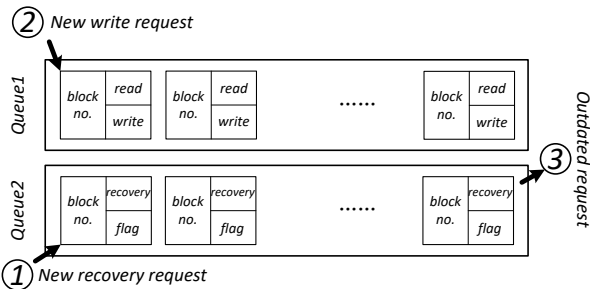 ② New write request
Queue1
block no. read write
block no. read write
......
block no. read write
Queue2
block no. recovery flag
block no. recovery flag
......
block no. recovery flag
③ Outdated request
① New recovery request